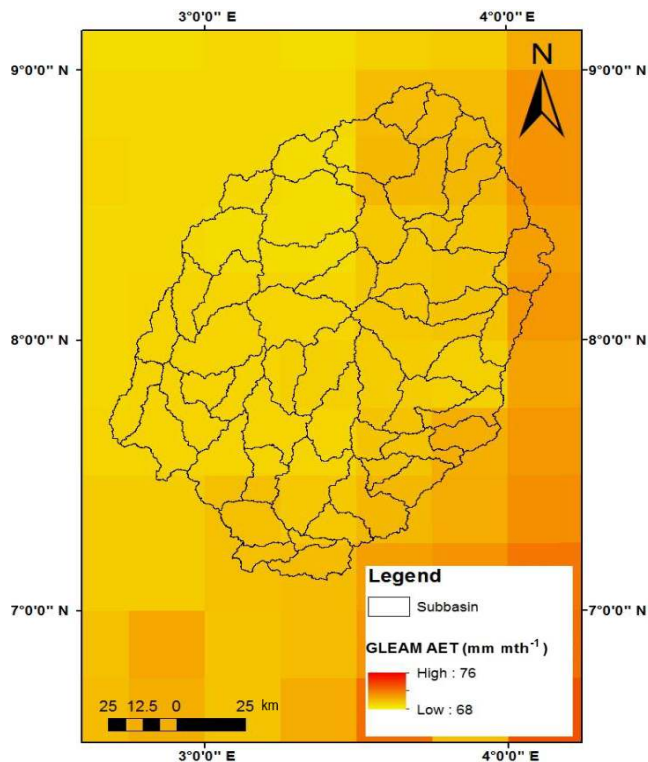 3°0'0" E 4°0'0" E
9°0'0" N 9°0'0" N
N
8°0'0" N 8°0'0" N
7°0'0" N 7°0'0" N
Legend
Subbasin
GLEAM AET (mm mth⁻¹)
High : 76
Low : 68
25 12.5 0 25 km
3°0'0" E 4°0'0" E